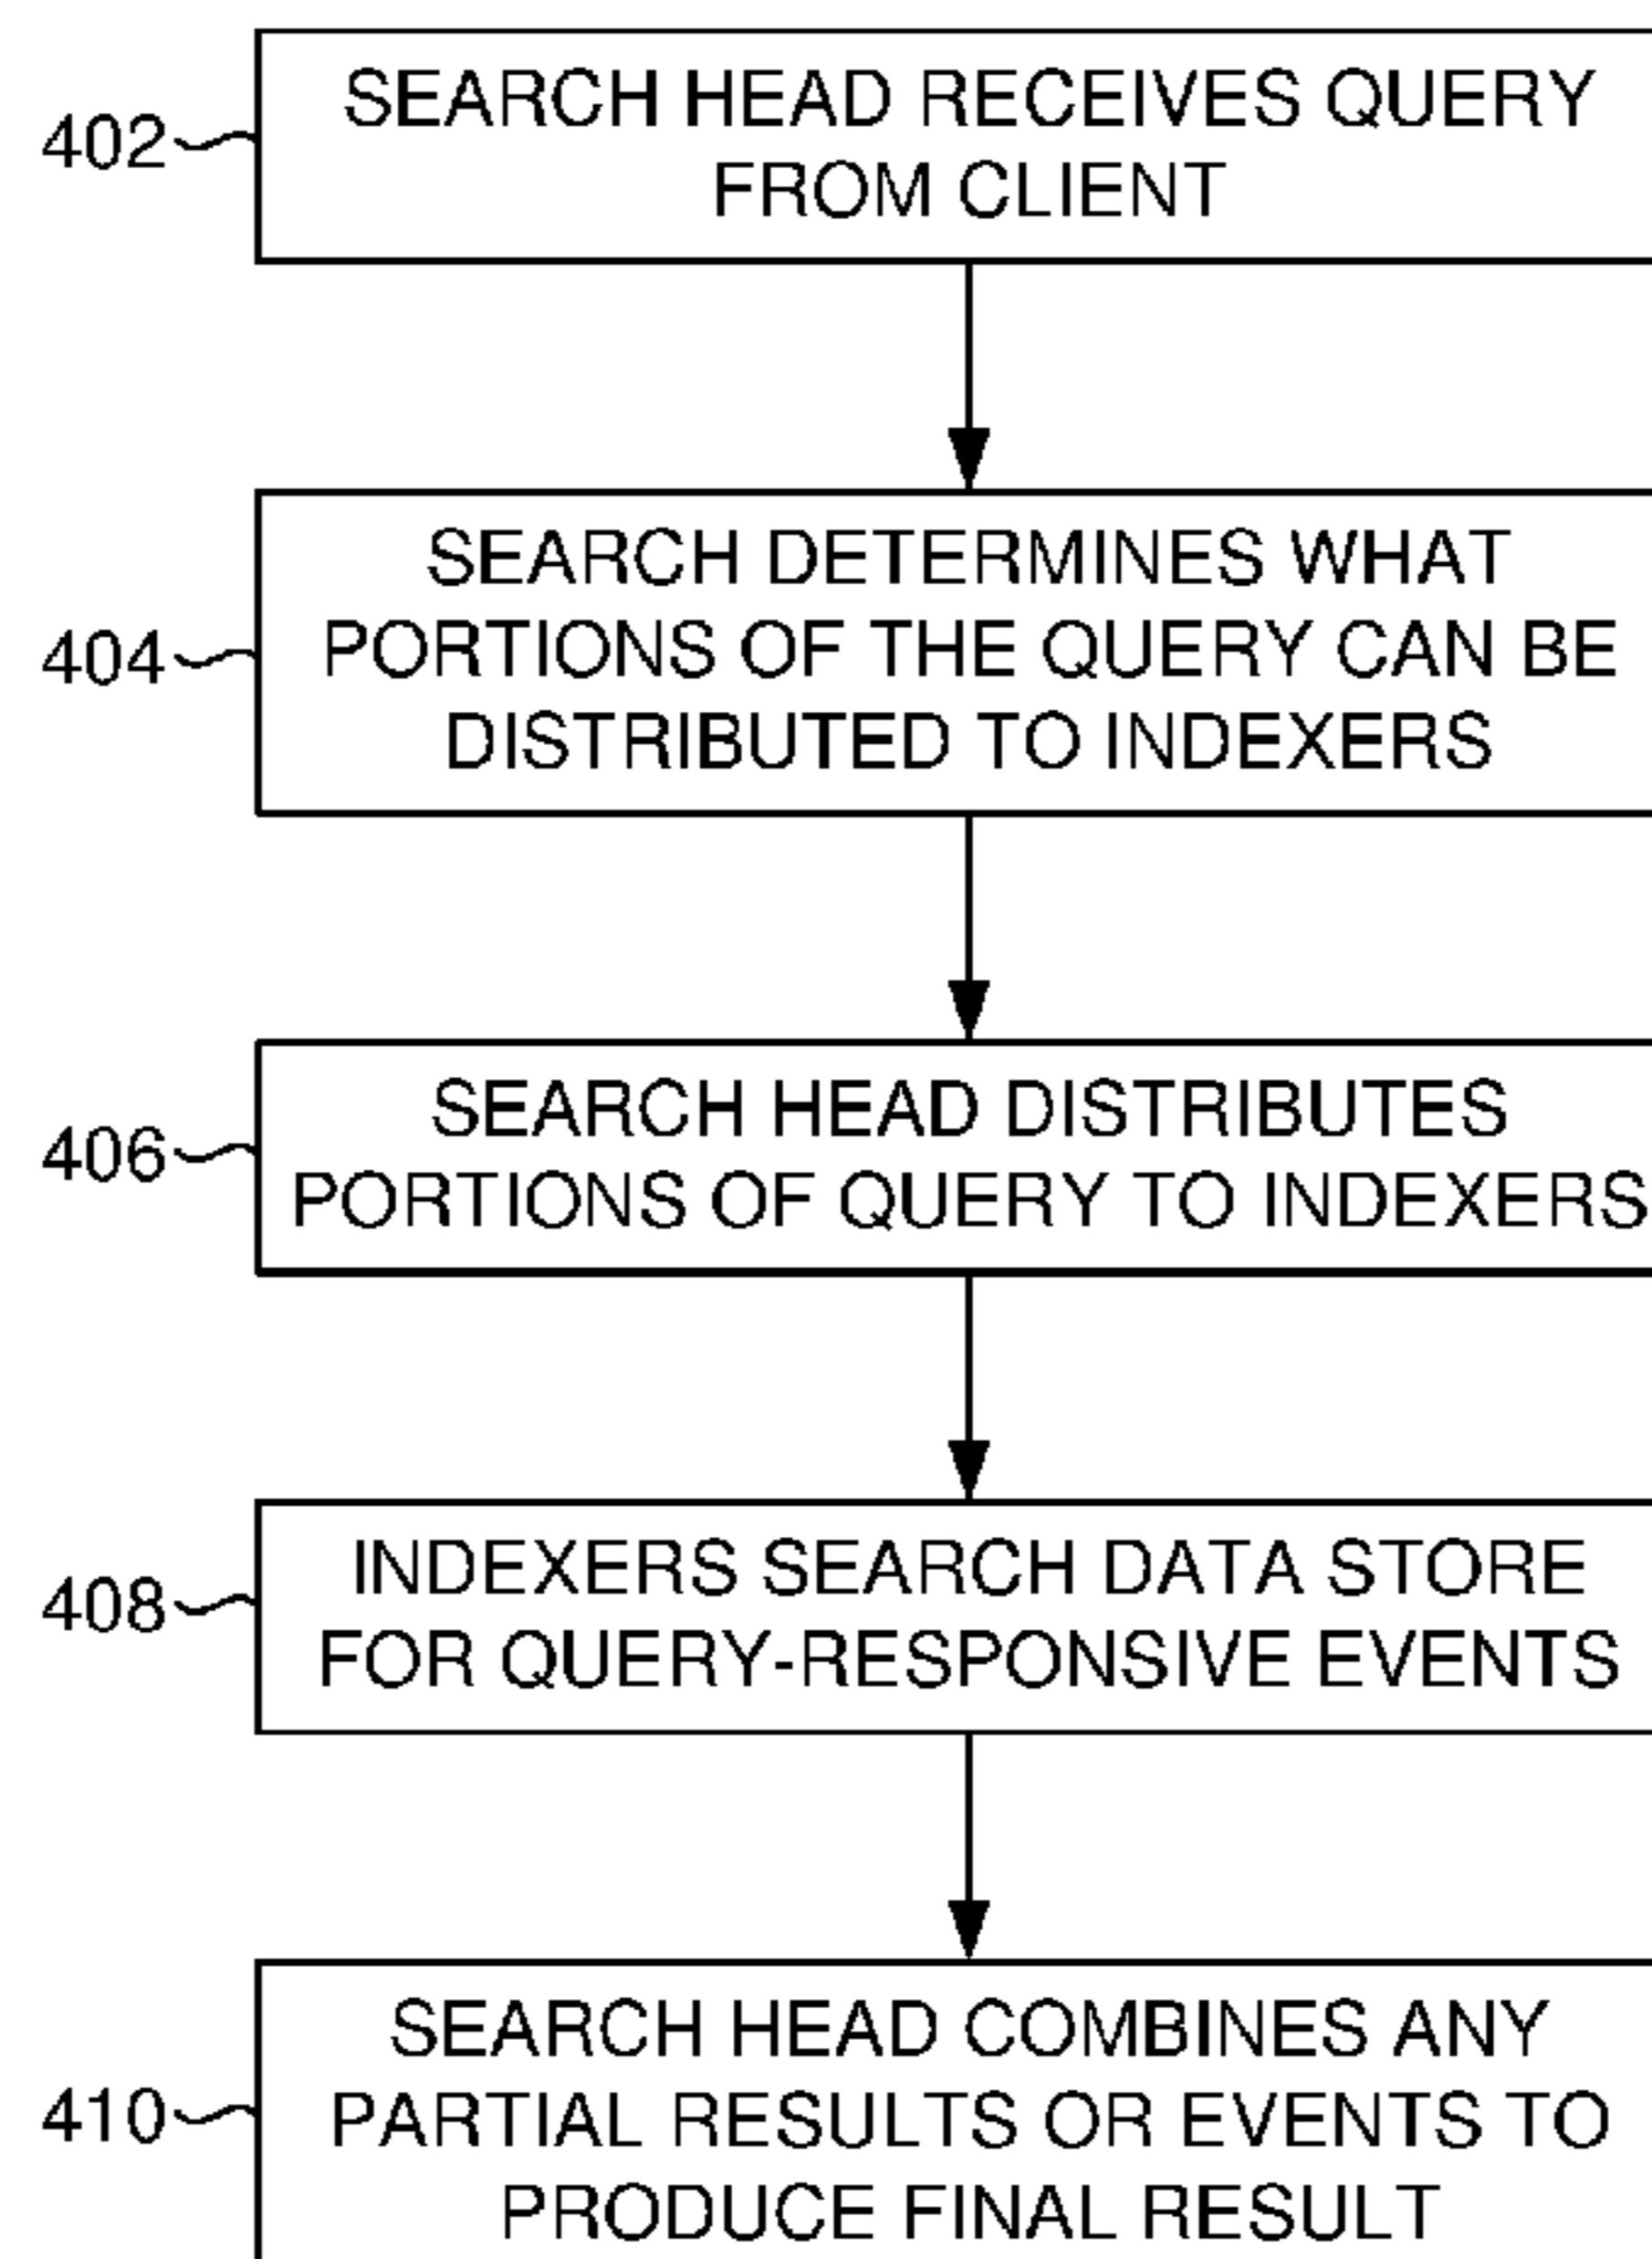 402
SEARCH HEAD RECEIVES QUERY
FROM CLIENT
404
SEARCH DETERMINES WHAT
PORTIONS OF THE QUERY CAN BE
DISTRIBUTED TO INDEXERS
406
SEARCH HEAD DISTRIBUTES
PORTIONS OF QUERY TO INDEXERS
408
INDEXERS SEARCH DATA STORE
FOR QUERY-RESPONSIVE EVENTS
410
SEARCH HEAD COMBINES ANY
PARTIAL RESULTS OR EVENTS TO
PRODUCE FINAL RESULT